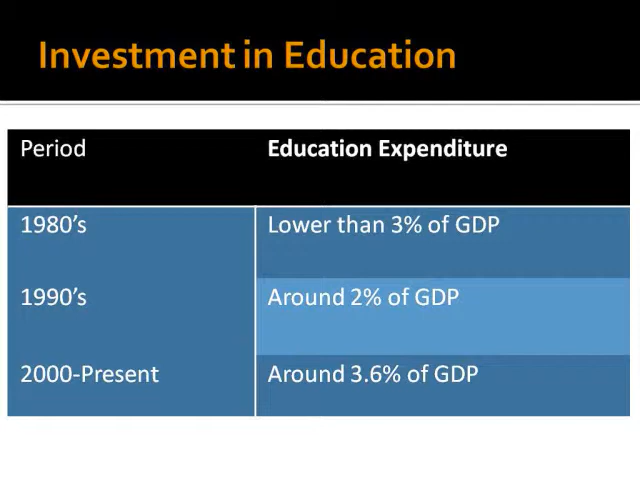 Investment in Education
Period Education Expenditure
1980’s Lower than 3% of GDP
1990’s Around 2% of GDP
2000-Present Around 3.6% of GDP